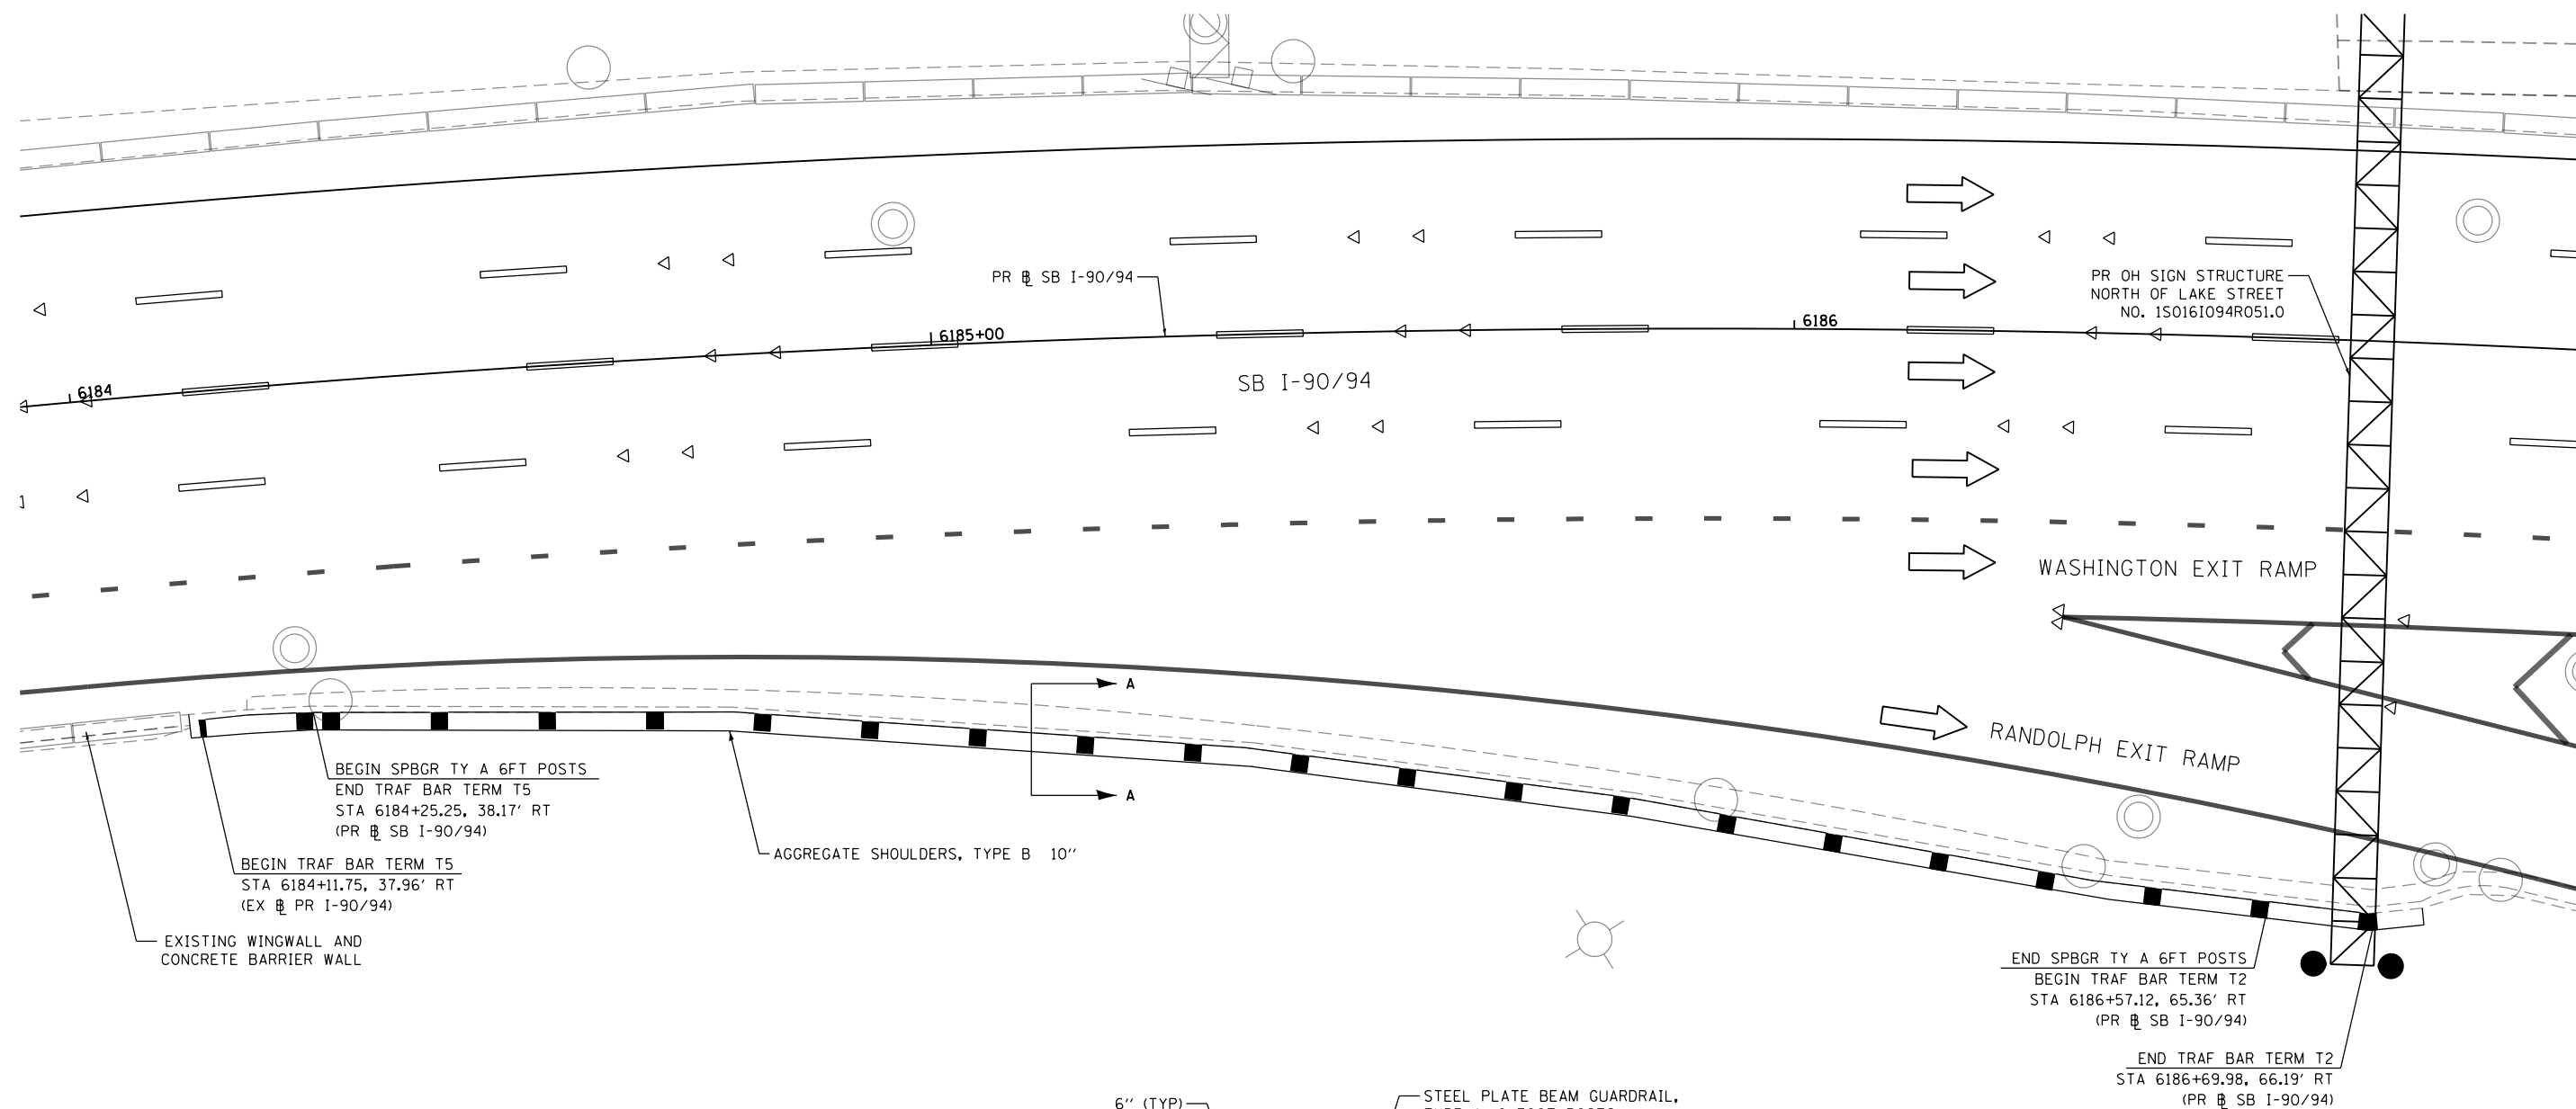 PR ⅊ SB I-90/94
PR OH SIGN STRUCTURE
NORTH OF LAKE STREET
NO. 1S016I094R051.0
6184
6185+00
6186
SB I-90/94
WASHINGTON EXIT RAMP
RANDOLPH EXIT RAMP
A
A
BEGIN SPBGR TY A 6FT POSTS
END TRAF BAR TERM T5
STA 6184+25.25, 38.17' RT
(PR ⅊ SB I-90/94)
BEGIN TRAF BAR TERM T5
STA 6184+11.75, 37.96' RT
(EX ⅊ PR I-90/94)
AGGREGATE SHOULDERS, TYPE B 10"
EXISTING WINGWALL AND
CONCRETE BARRIER WALL
END SPBGR TY A 6FT POSTS
BEGIN TRAF BAR TERM T2
STA 6186+57.12, 65.36' RT
(PR ⅊ SB I-90/94)
END TRAF BAR TERM T2
STA 6186+69.98, 66.19' RT
(PR ⅊ SB I-90/94)
6" (TYP)
STEEL PLATE BEAM GUARDRAIL,